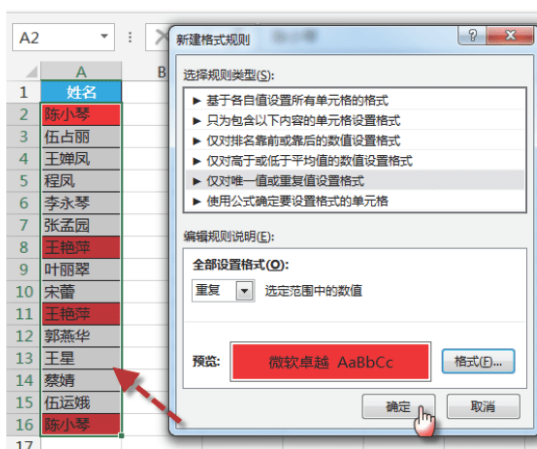 A2
新建格式规则
A
B
1 姓名
2 陈小琴
3 伍占丽
4 王婵凤
5 程凤
6 李永琴
7 张孟园
8 王艳萍
9 叶丽翠
10 宋蕾
11 王艳萍
12 郭燕华
13 王星
14 蔡婧
15 伍运娥
16 陈小琴
17
选择规则类型(S):
► 基于各自值设置所有单元格的格式
► 只为包含以下内容的单元格设置格式
► 仅对排名靠前或靠后的数值设置格式
► 仅对高于或低于平均值的数值设置格式
► 仅对唯一值或重复值设置格式
► 使用公式确定要设置格式的单元格
编辑规则说明(E):
全部设置格式(O):
重复 选定范围中的数值
预览: 微软卓越 AaBbCc 格式(F)...
确定 取消